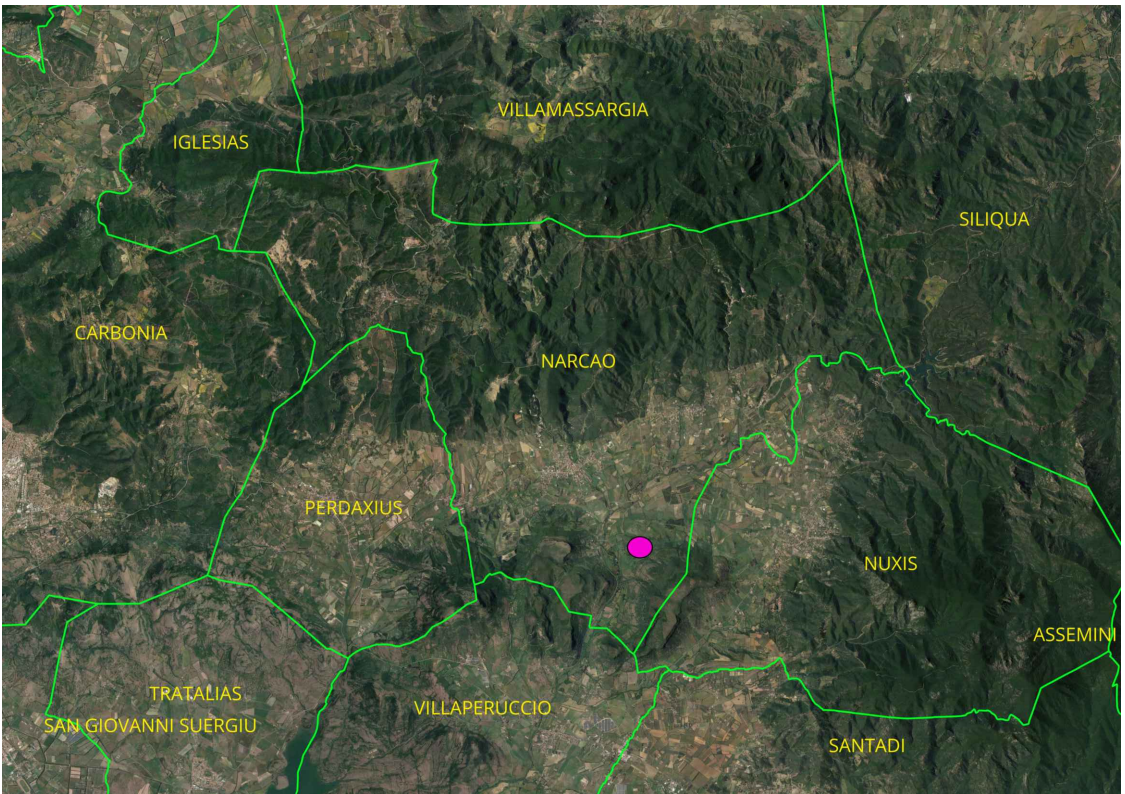 VILLAMASSARGIA
IGLESIAS
SILIQUA
CARBONIA
NARCAO
PERDAXIUS
NUXIS
ASSEMINI
TRATALIAS
VILLAPERUCCIO
SAN GIOVANNI SUERGIU
SANTADI